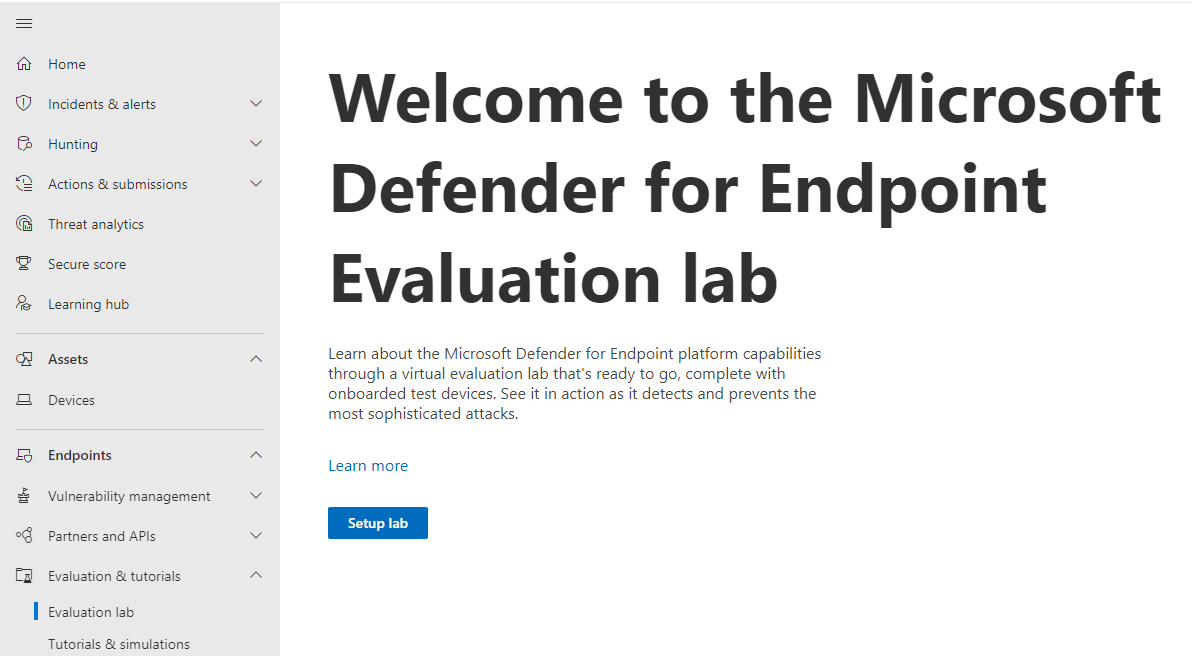 Home
Incidents & alerts
Hunting
Actions & submissions
Threat analytics
Secure score
Learning hub
Assets
Devices
Endpoints
Vulnerability management
Partners and APIs
Evaluation & tutorials
Evaluation lab
Tutorials & simulations
Welcome to the Microsoft
Defender for Endpoint
Evaluation lab
Learn about the Microsoft Defender for Endpoint platform capabilities
through a virtual evaluation lab that's ready to go, complete with
onboarded test devices. See it in action as it detects and prevents the
most sophisticated attacks.
Learn more
Setup lab